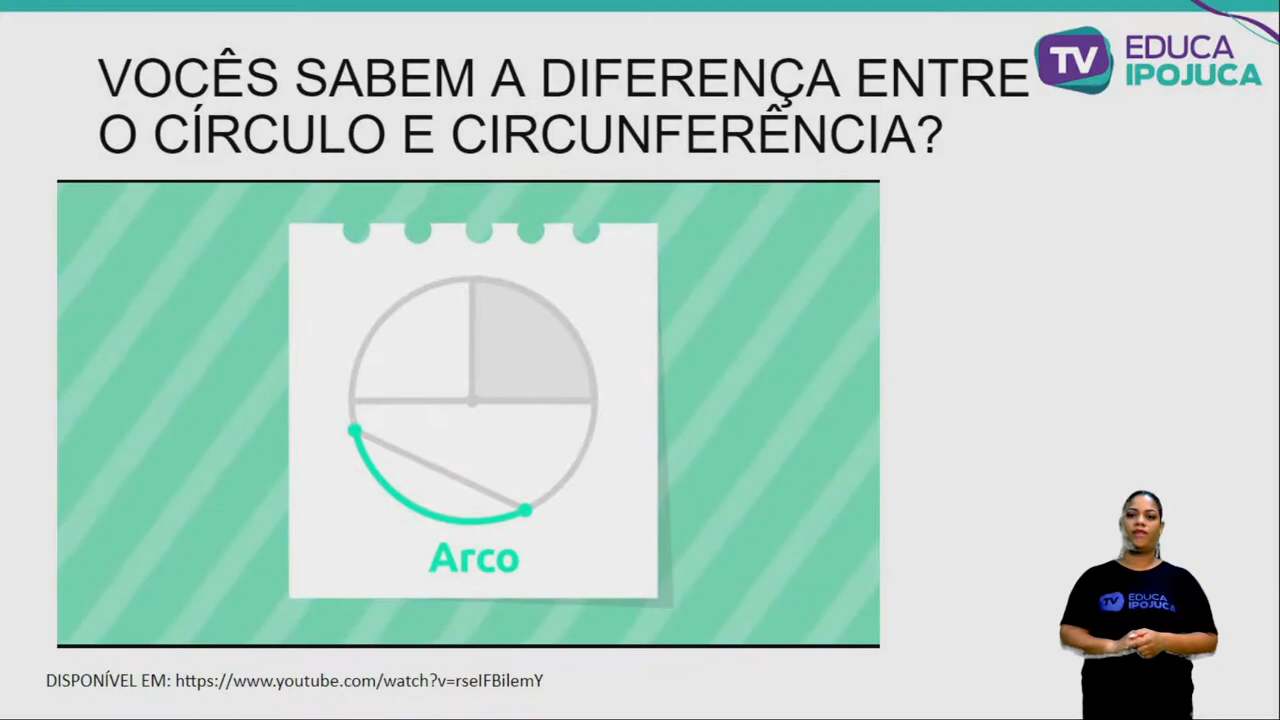 VOCÊS SABEM A DIFERENÇA ENTRE
O CÍRCULO E CIRCUNFERÊNCIA?
TV EDUCA
IPOJUCA
Arco
TV EDUCA
IPOJUCA
DISPONÍVEL EM: https://www.youtube.com/watch?v=rseIFBilemY